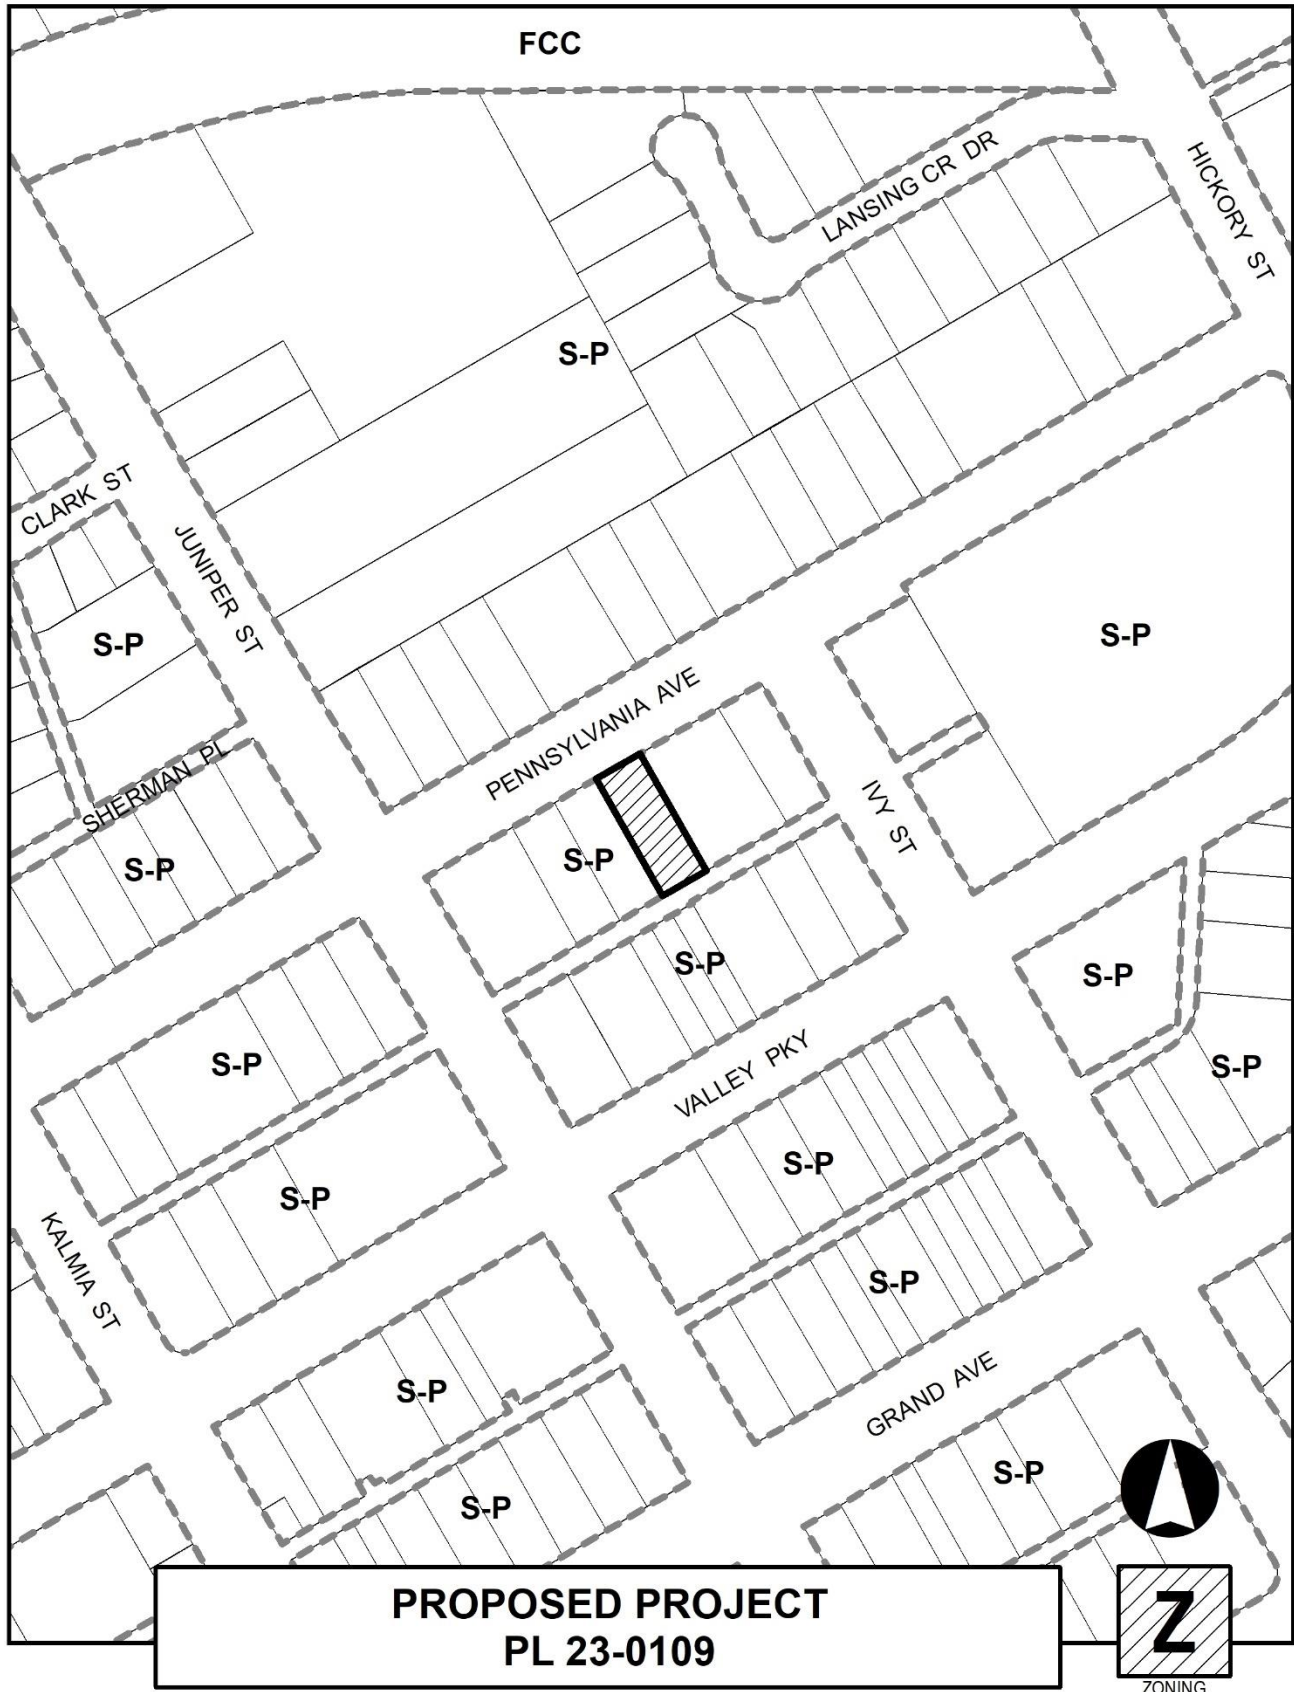 FCC
LANSING CR DR
HICKORY ST
S-P
CLARK ST
JUNIPER ST
S-P
S-P
PENNSYLVANIA AVE
SHERMAN PL
IVY ST
S-P
S-P
S-P
S-P
S-P
S-P
VALLEY PKY
S-P
S-P
KALMIA ST
S-P
GRAND AVE
S-P
S-P
S-P
PROPOSED PROJECT
PL 23-0109
Z
ZONING